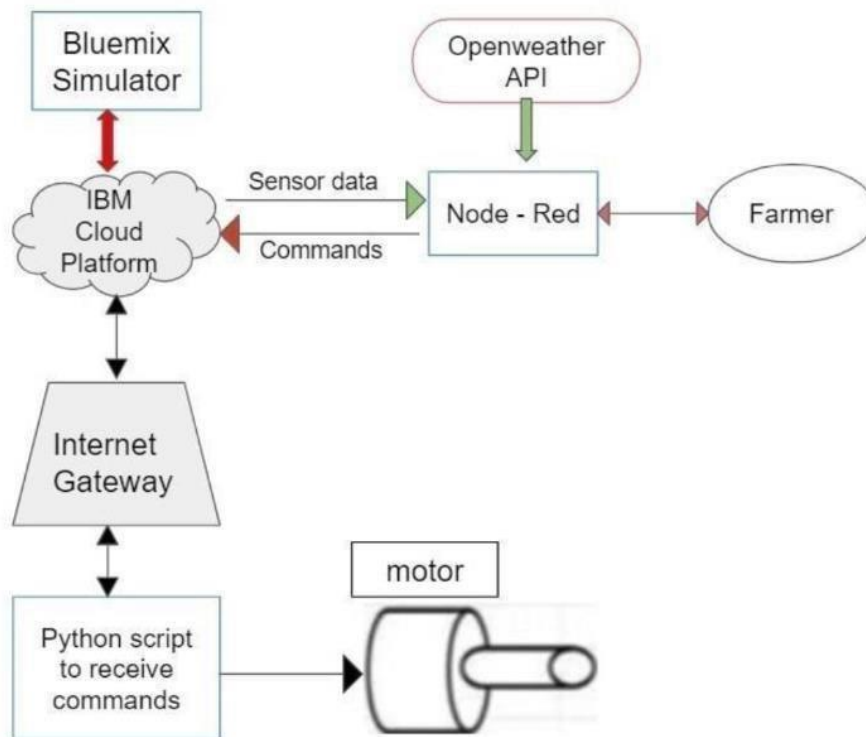 Bluemix
Simulator
Openweather
API
IBM
Cloud
Platform
Sensor data
Commands
Node - Red
Farmer
Internet
Gateway
motor
Python script
to receive
commands